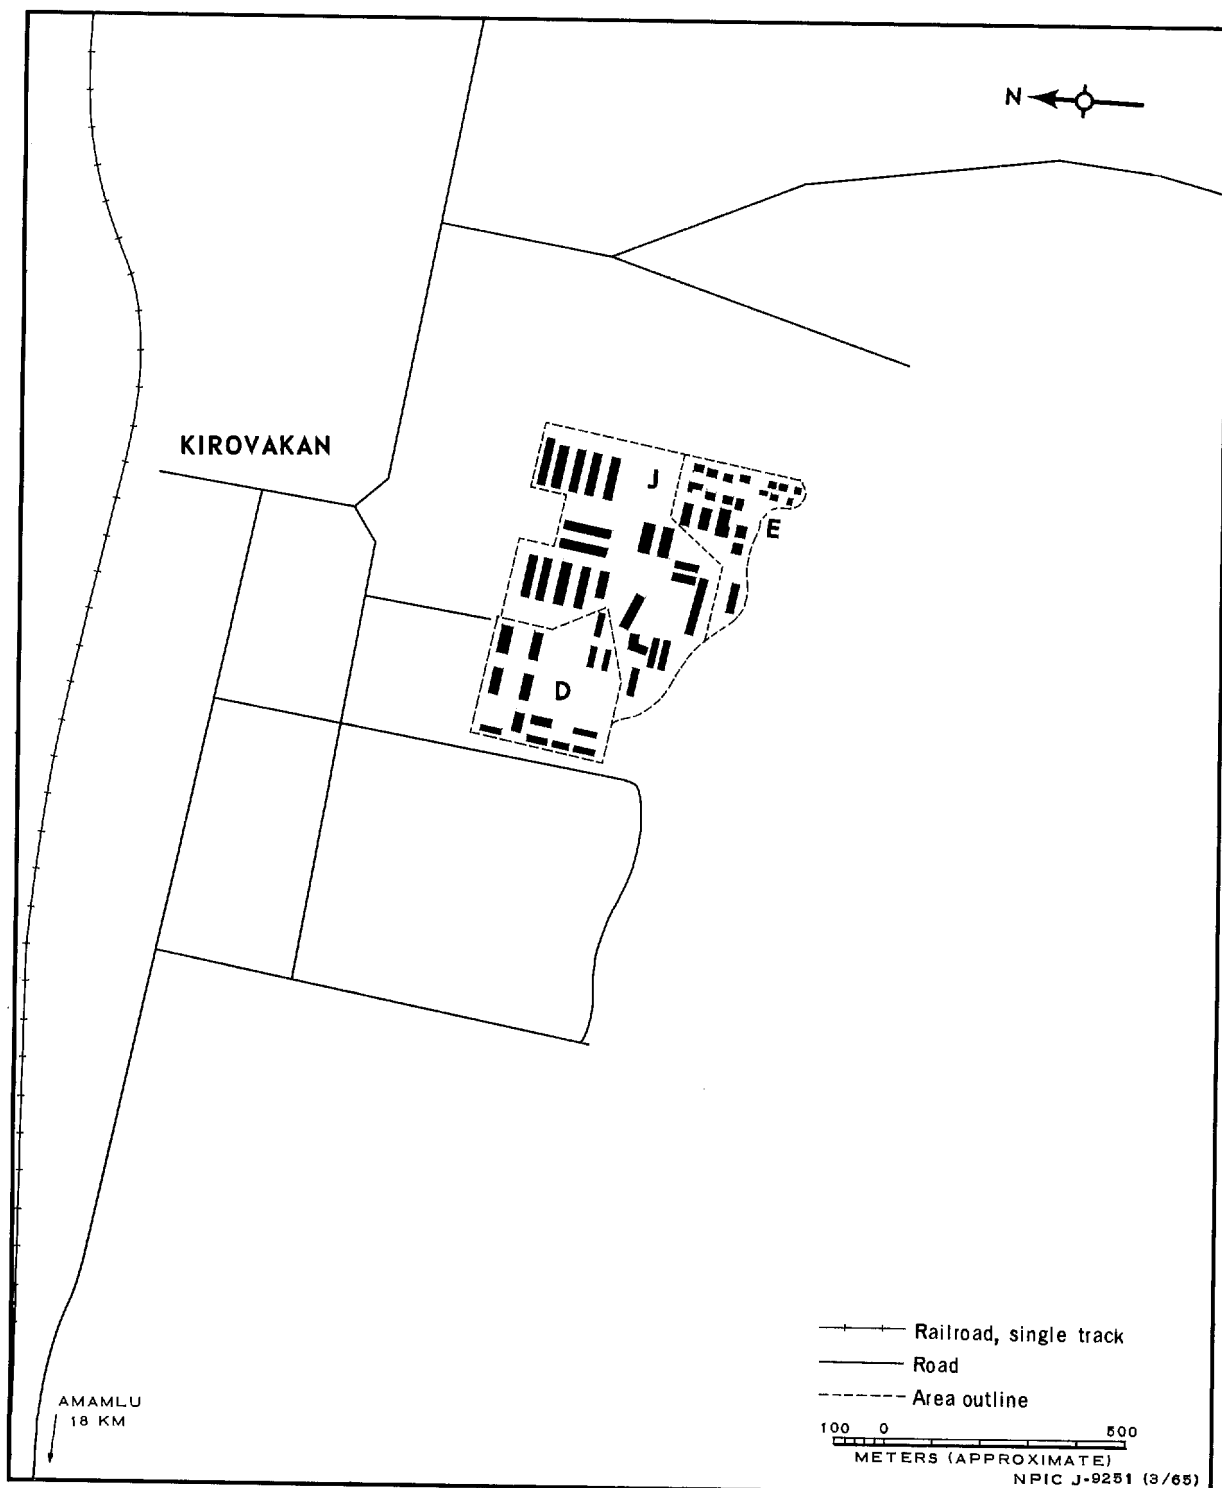 N
KIROVAKAN
J
E
D
Railroad, single track
Road
Area outline
AMAMLU
18 KM
100 0 500
METERS (APPROXIMATE)
NPIC J-9251 (3/65)